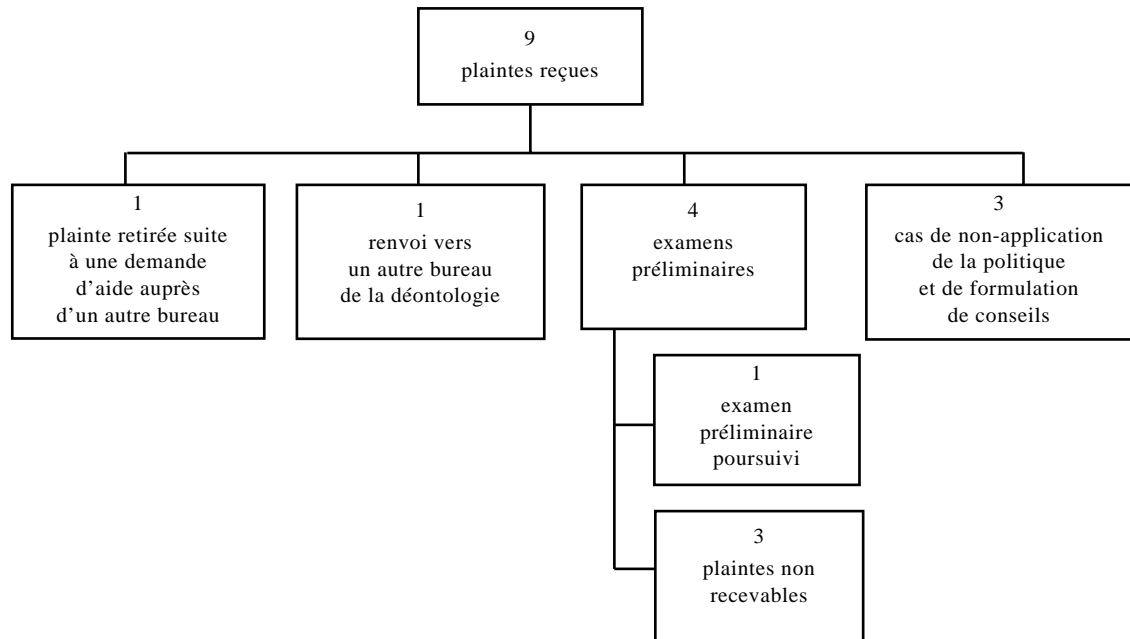 9
plaintes reçues
1
plainte retirée suite
à une demande
d’aide auprès
d’un autre bureau
1
renvoi vers
un autre bureau
de la déontologie
4
examens
préliminaires
3
cas de non-application
de la politique
et de formulation
de conseils
1
examen
préliminaire
poursuivi
3
plaintes non
recevables